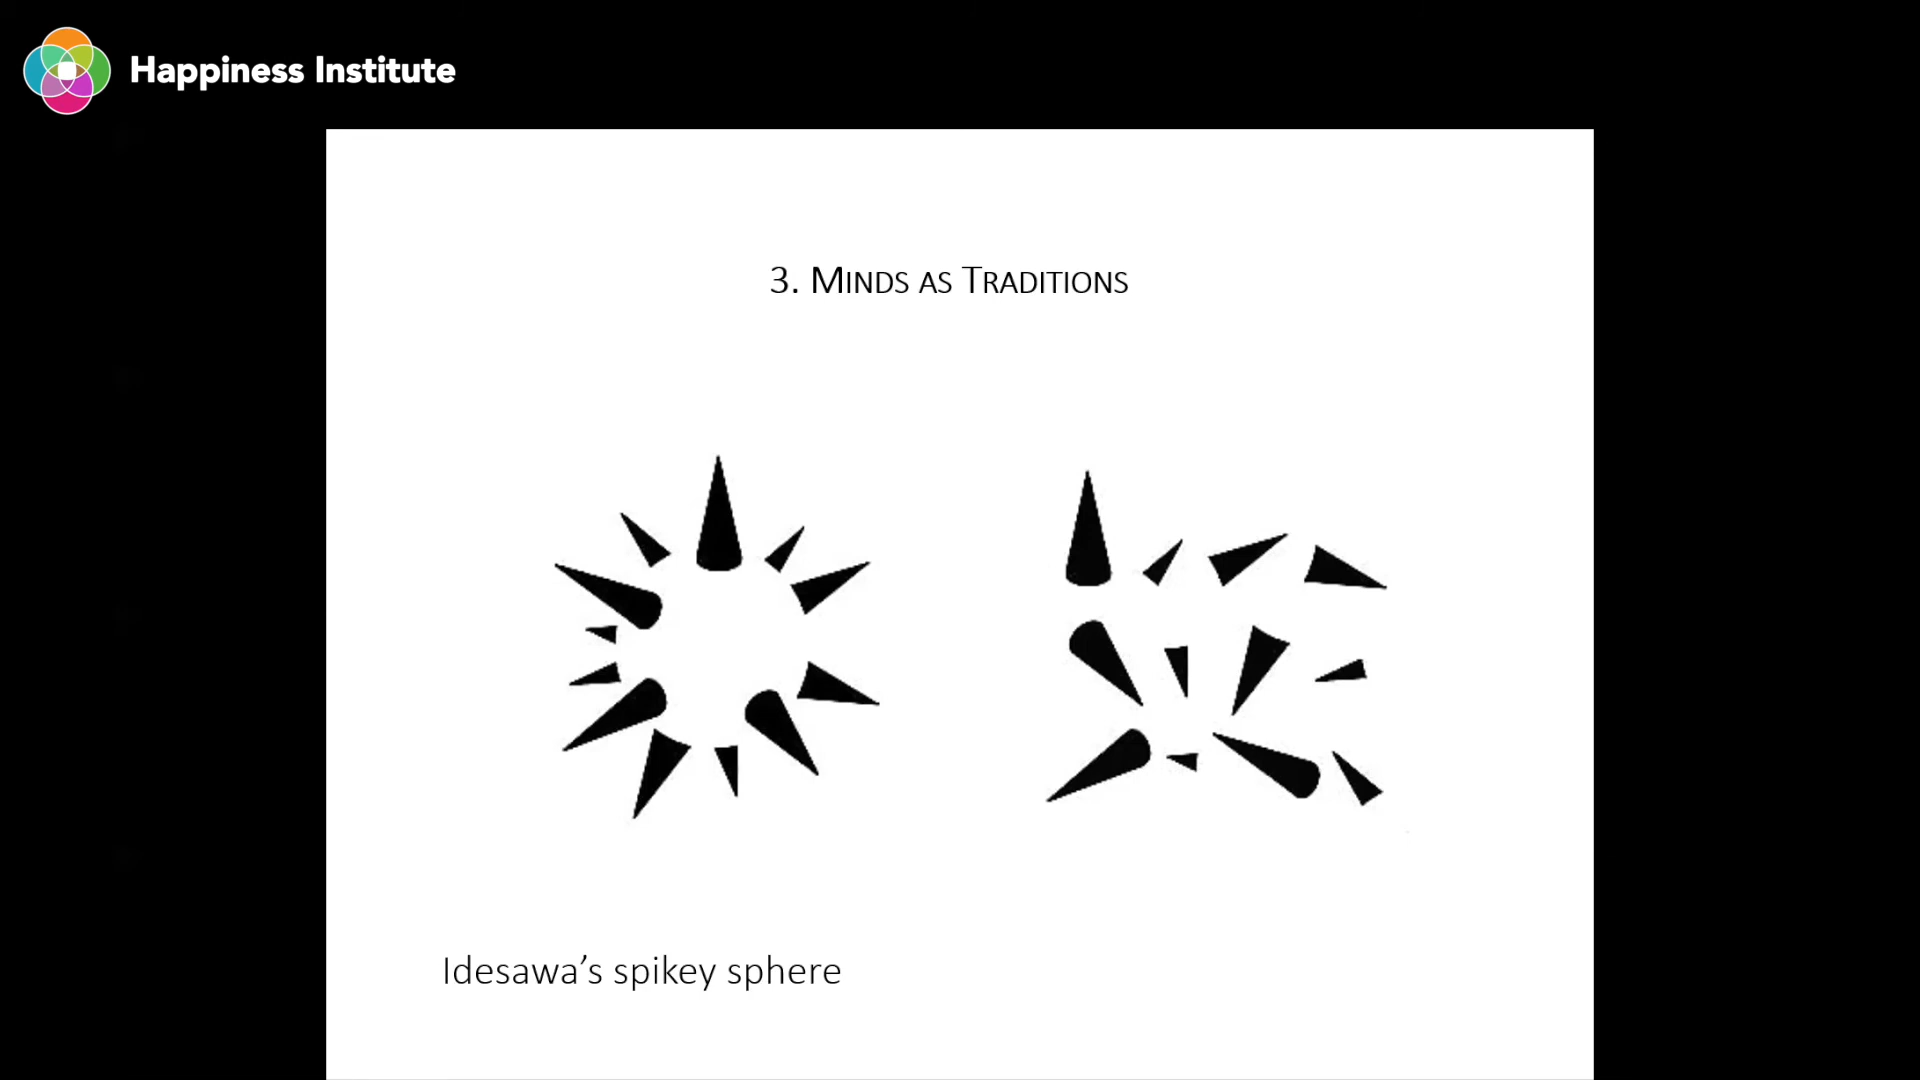 Happiness Institute
3. Minds as Traditions
Idesawa’s spikey sphere